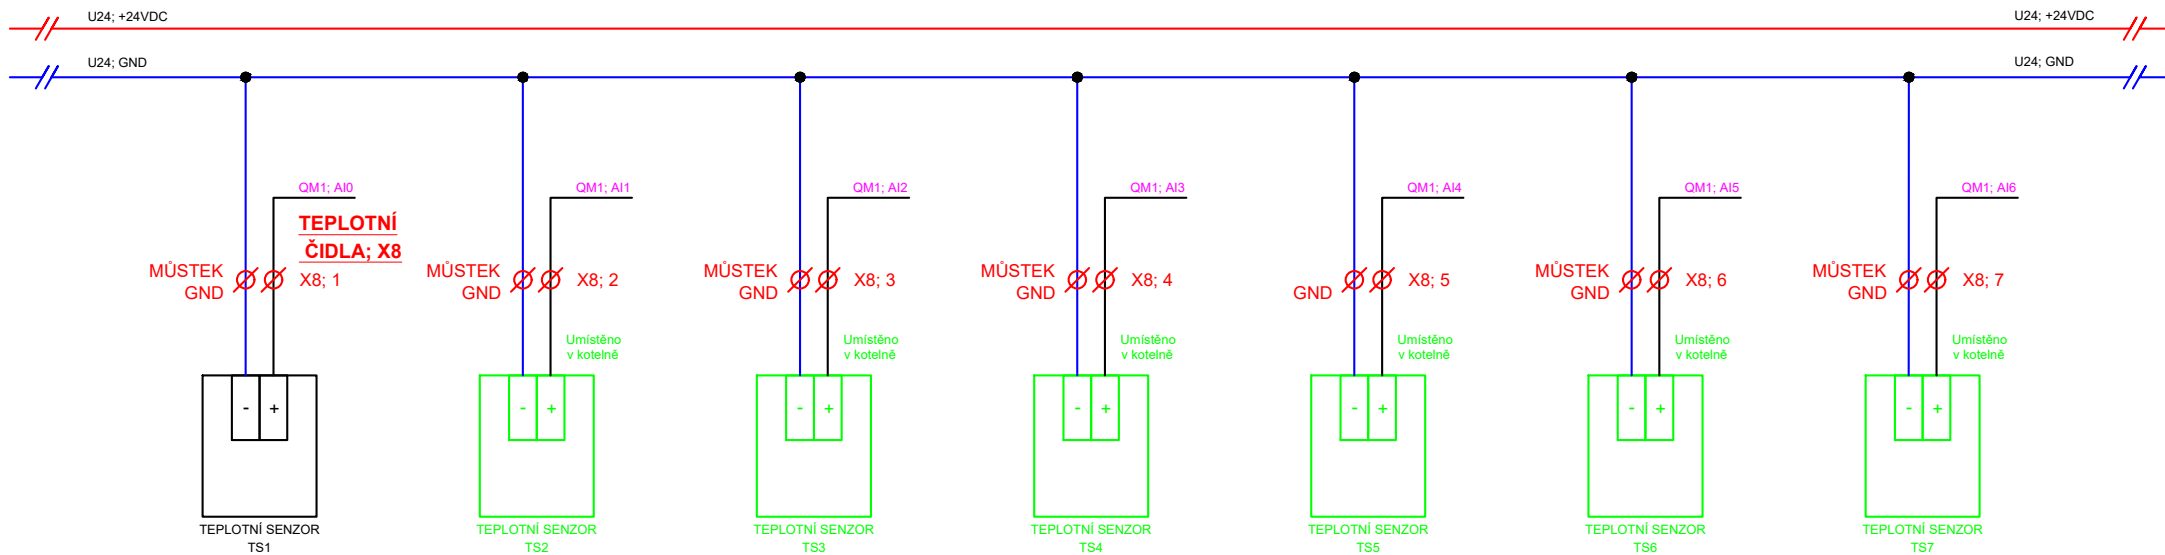 U24; +24VDC
U24; +24VDC
U24; GND
U24; GND
QM1; AI0
QM1; AI1
QM1; AI2
QM1; AI3
QM1; AI4
QM1; AI5
QM1; AI6
TEPLOTNÍ
ČIDLA; X8
MŮSTEK
GND
X8; 1
MŮSTEK
GND
X8; 2
MŮSTEK
GND
X8; 3
MŮSTEK
GND
X8; 4
GND
X8; 5
MŮSTEK
GND
X8; 6
MŮSTEK
GND
X8; 7
Umístěno
v kotelně
Umístěno
v kotelně
Umístěno
v kotelně
Umístěno
v kotelně
Umístěno
v kotelně
Umístěno
v kotelně
- +
- +
- +
- +
- +
- +
- +
TEPLOTNÍ SENZOR
TS1
TEPLOTNÍ SENZOR
TS2
TEPLOTNÍ SENZOR
TS3
TEPLOTNÍ SENZOR
TS4
TEPLOTNÍ SENZOR
TS5
TEPLOTNÍ SENZOR
TS6
TEPLOTNÍ SENZOR
TS7